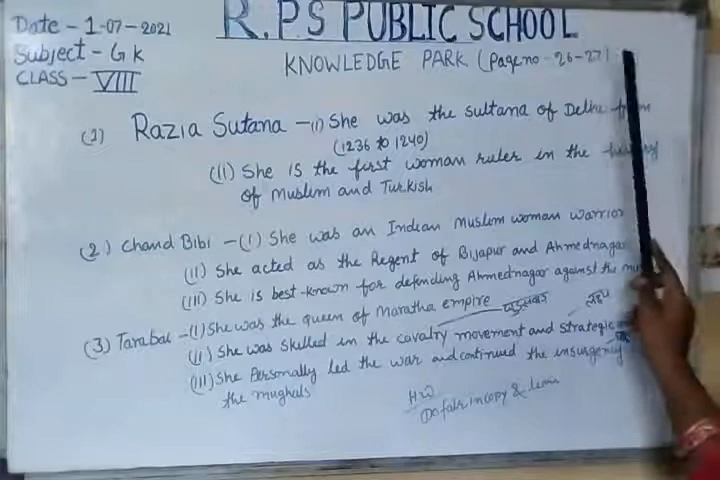 Date - 1-07-2021
R.P.S PUBLIC SCHOOL
Subject - G k
KNOWLEDGE PARK (Page no - 26-27)
CLASS - VIII
(1) Razia Sutana - (i) She was the sultana of Delhi from
(1236 to 1240)
(II) She is the first woman ruler in the history
of Muslim and Turkish
(2) Chand Bibi - (I) She was an Indian Muslim woman warrior
(II) She acted as the Regent of Bijapur and Ahmednagar
(III) She is best-known for defending Ahmednagar against the
(3) Tarabai - (I) She was the queen of Maratha empire घुड़सवार
(II) She was skilled in the cavalry movement and strategic
(III) She Personally led the war and continued the insurgency
the mughals
H.W
Do fair in copy & learn